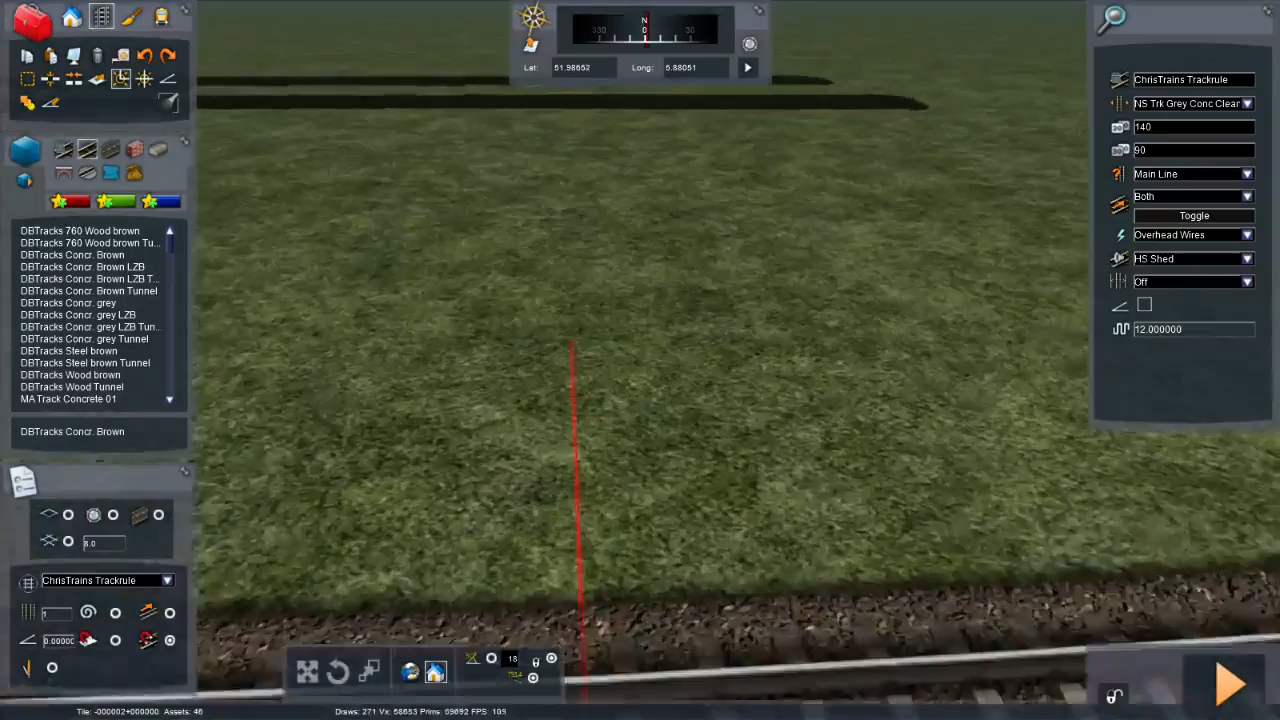 330 N 0 30
Lat: 51.98652 Long: 5.88051
DBTracks 760 Wood brown
DBTracks 760 Wood brown Tu...
DBTracks Concr. Brown
DBTracks Concr. Brown LZB
DBTracks Concr. Brown LZB T...
DBTracks Concr. Brown Tunnel
DBTracks Concr. grey
DBTracks Concr. grey LZB
DBTracks Concr. grey LZB Tun...
DBTracks Concr. grey Tunnel
DBTracks Steel brown
DBTracks Steel brown Tunnel
DBTracks Wood brown
DBTracks Wood Tunnel
MA Track Concrete 01
DBTracks Concr. Brown
8.0
ChrisTrains Trackrule
1
0.0000
18
ChrisTrains Trackrule
NS Trk Grey Conc Clear
140
90
Main Line
Both
Toggle
Overhead Wires
HS Shed
Off
12.000000
Tile: -000002+000000 Assets: 46 Draws: 271 Vx: 58653 Prims: 69692 FPS: 109